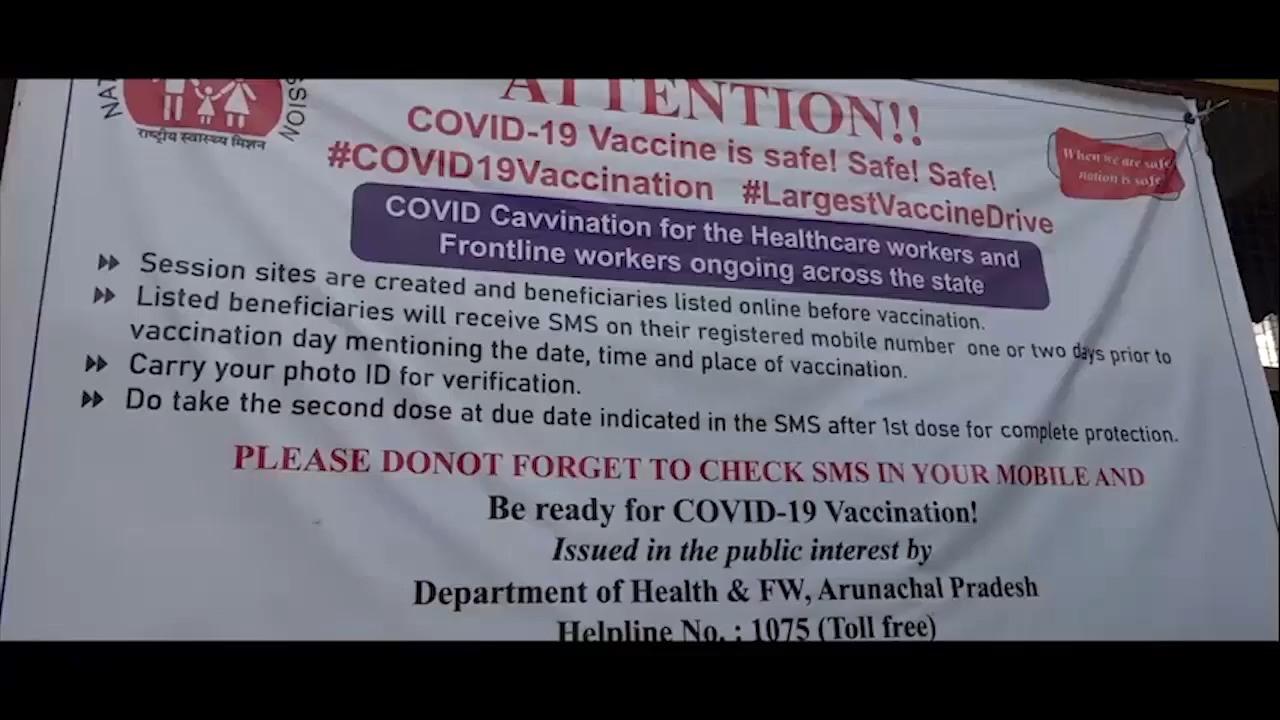 NAT
SSION
राष्ट्रीय स्वास्थ्य मिशन
ATTENTION!!
COVID-19 Vaccine is safe! Safe! Safe!
#COVID19Vaccination #LargestVaccineDrive
When we are safe
nation is safe
COVID Cavvination for the Healthcare workers and
Frontline workers ongoing across the state
Session sites are created and beneficiaries listed online before vaccination.
Listed beneficiaries will receive SMS on their registered mobile number one or two days prior to
vaccination day mentioning the date, time and place of vaccination.
Carry your photo ID for verification.
Do take the second dose at due date indicated in the SMS after 1st dose for complete protection.
PLEASE DONOT FORGET TO CHECK SMS IN YOUR MOBILE AND
Be ready for COVID-19 Vaccination!
Issued in the public interest by
Department of Health & FW, Arunachal Pradesh
Helpline No. : 1075 (Toll free)